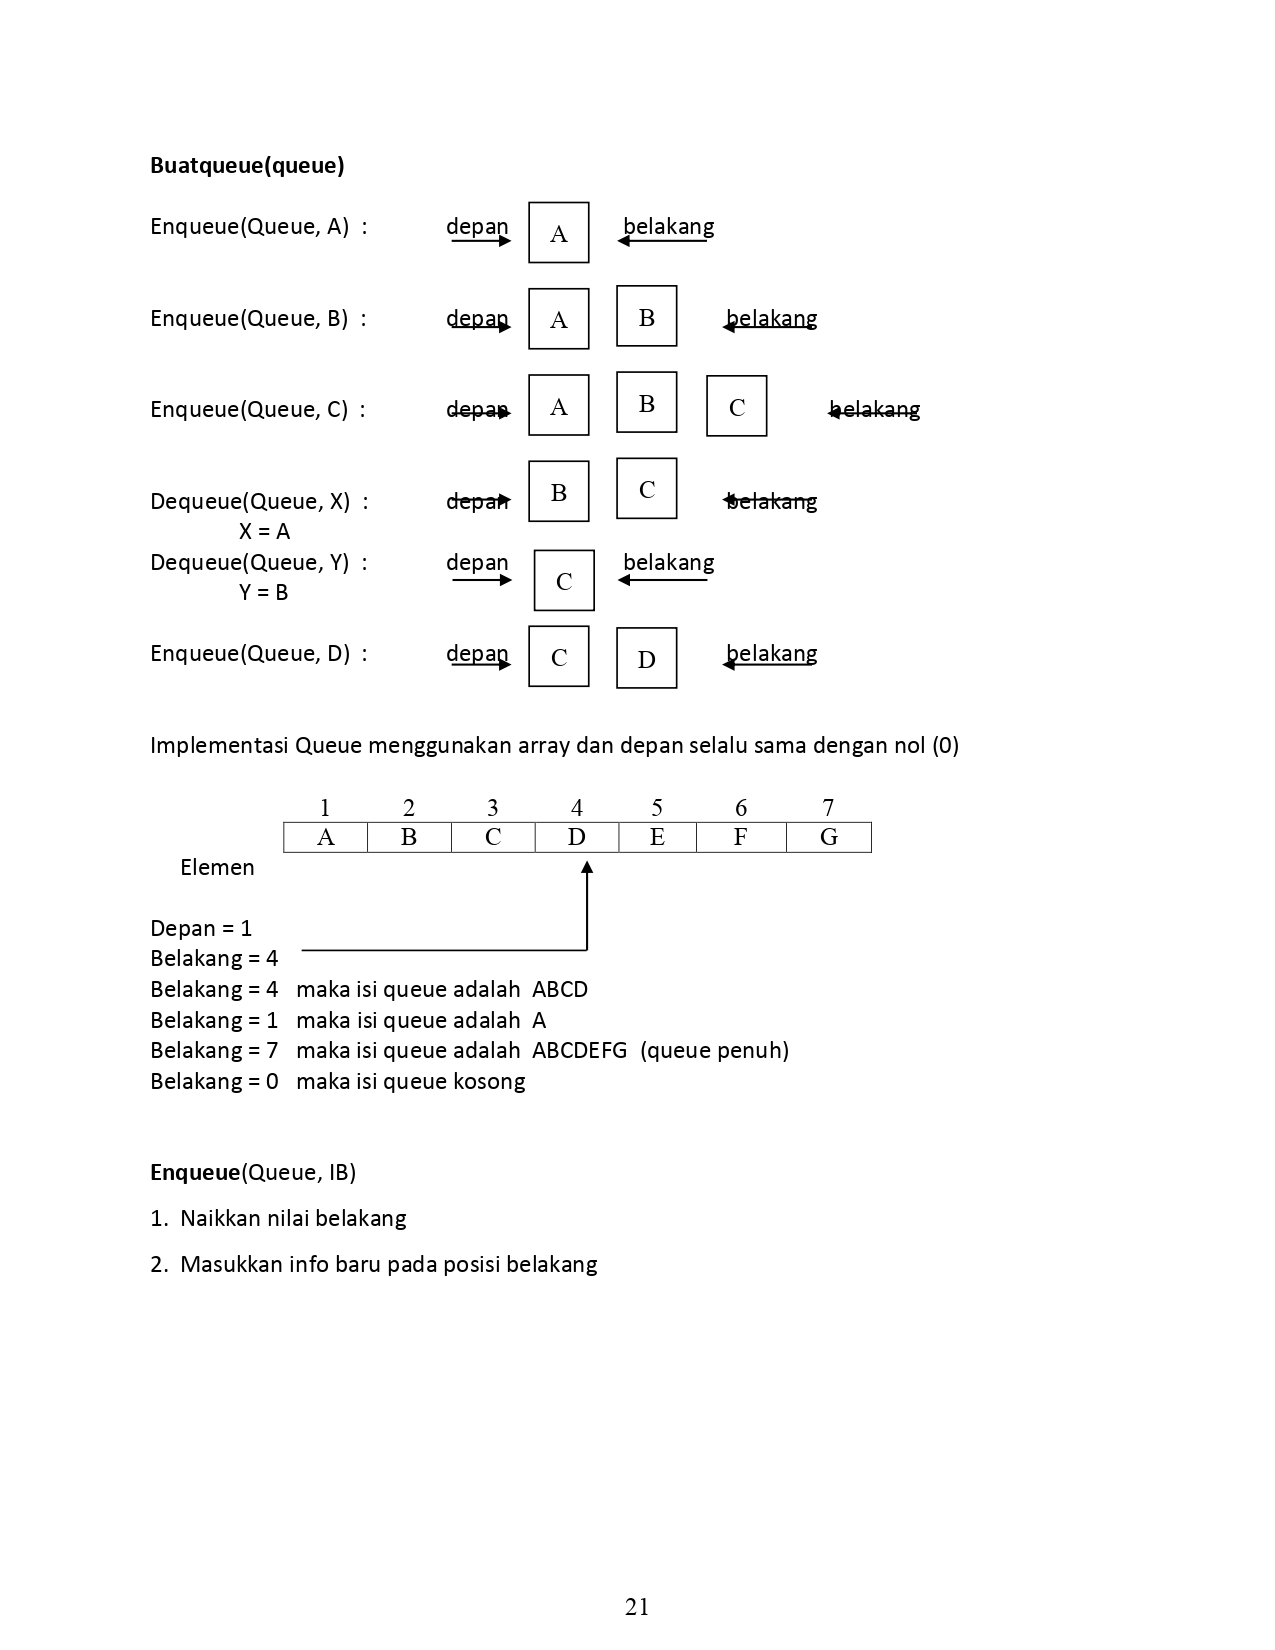 Buatqueue(queue)
Enqueue(Queue, A) : depan A belakang
Enqueue(Queue, B) : depan A B belakang
Enqueue(Queue, C) : depan A B C belakang
Dequeue(Queue, X) : depan B C belakang
X = A
Dequeue(Queue, Y) : depan C belakang
Y = B
Enqueue(Queue, D) : depan C D belakang
Implementasi Queue menggunakan array dan depan selalu sama dengan nol (0)
1 2 3 4 5 6 7
A B C D E F G
Elemen
Depan = 1
Belakang = 4
Belakang = 4 maka isi queue adalah ABCD
Belakang = 1 maka isi queue adalah A
Belakang = 7 maka isi queue adalah ABCDEFG (queue penuh)
Belakang = 0 maka isi queue kosong
Enqueue(Queue, IB)
1. Naikkan nilai belakang
2. Masukkan info baru pada posisi belakang
21